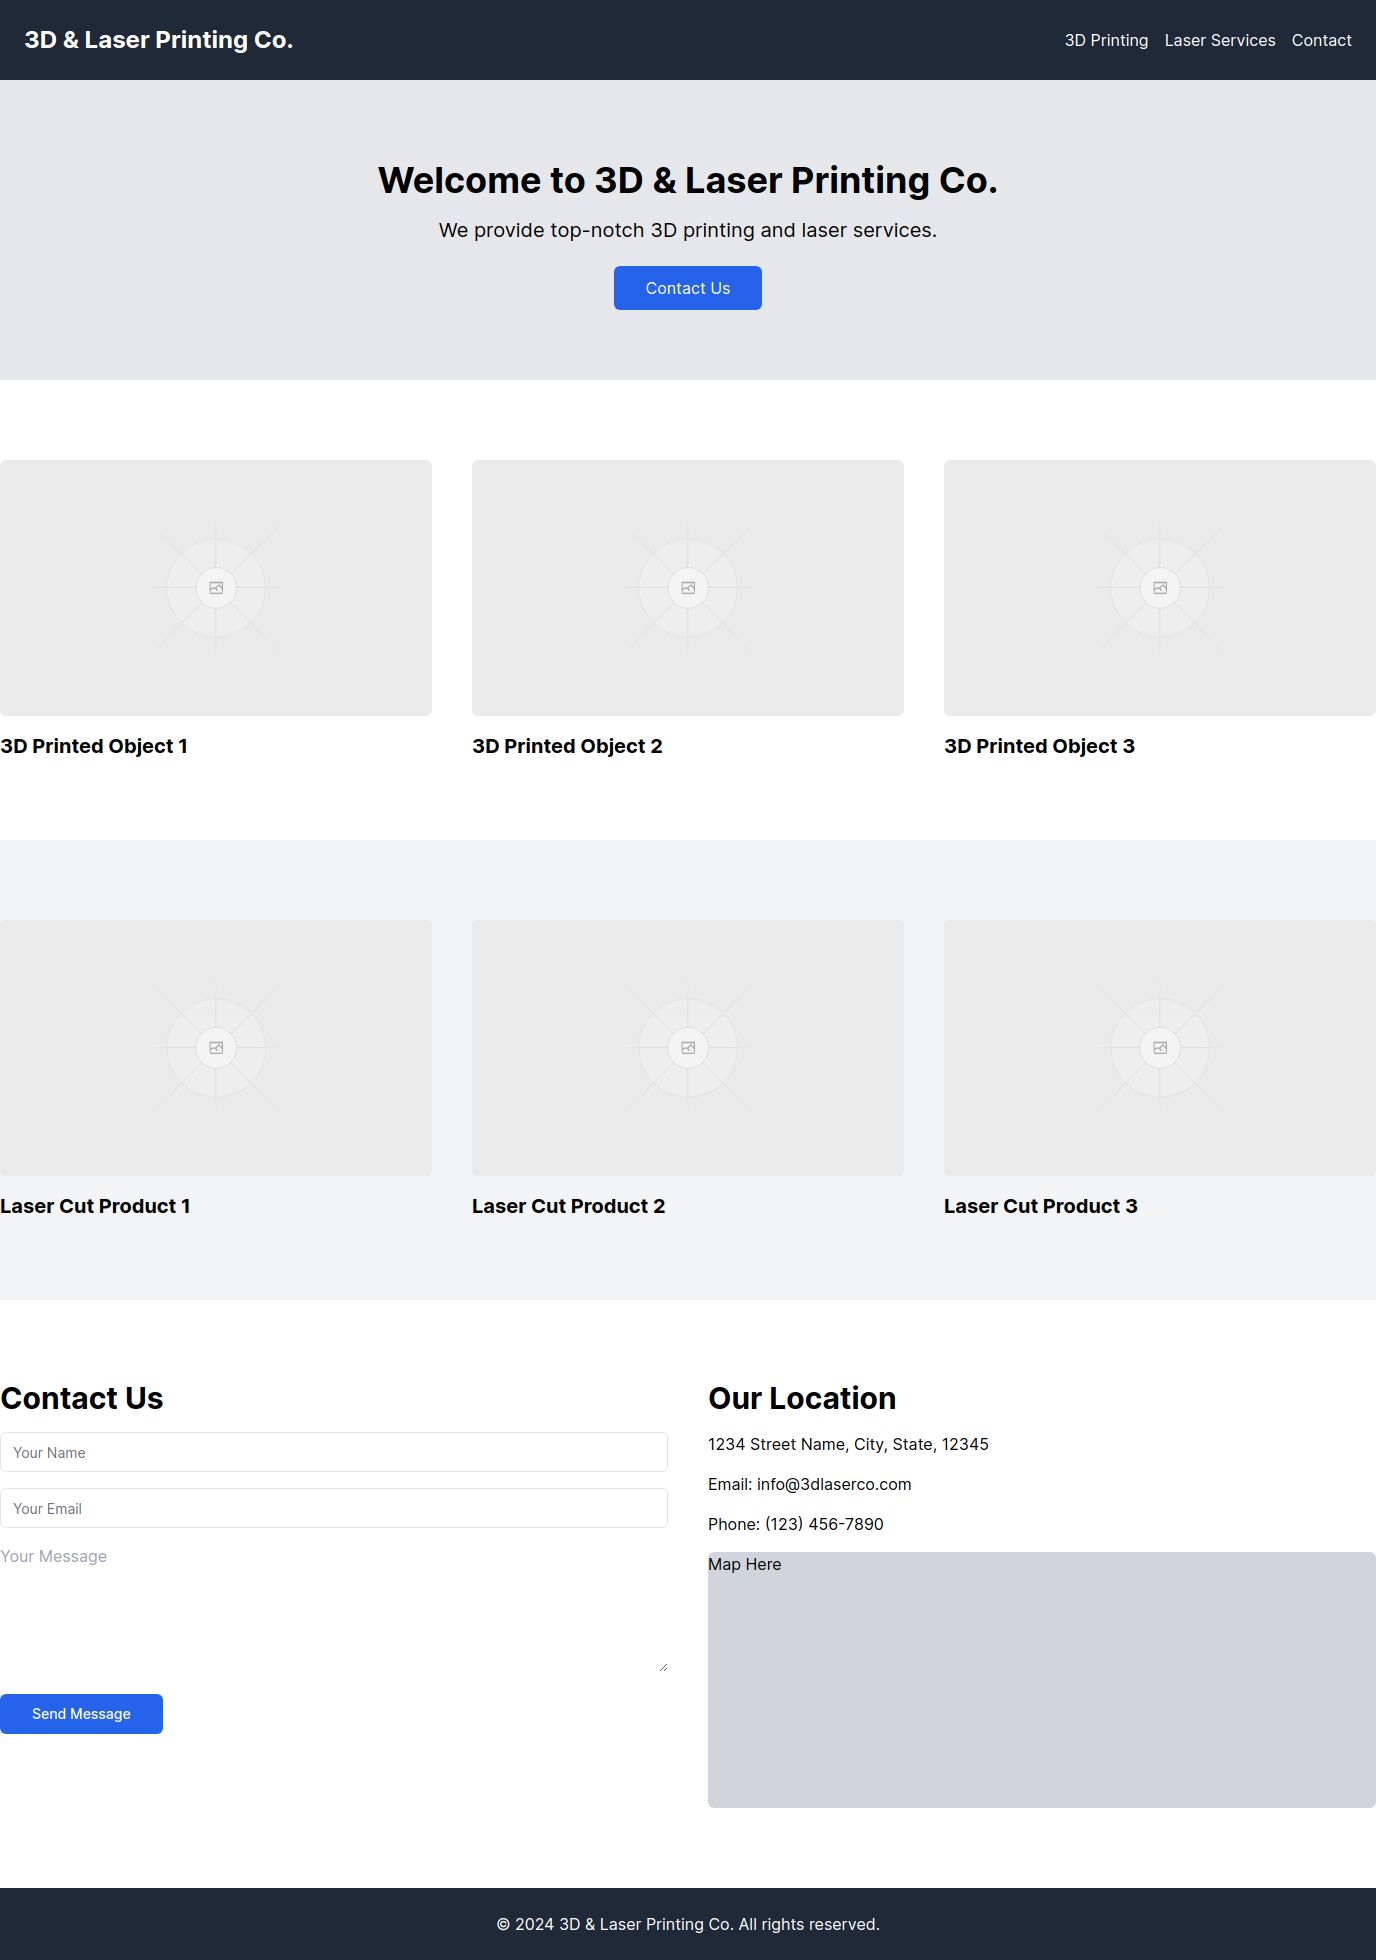 3D & Laser Printing Co.
3D Printing Laser Services Contact
Welcome to 3D & Laser Printing Co.
We provide top-notch 3D printing and laser services.
Contact Us
3D Printed Object 1
3D Printed Object 2
3D Printed Object 3
Laser Cut Product 1
Laser Cut Product 2
Laser Cut Product 3
Contact Us
Your Name
Your Email
Your Message
Send Message
Our Location
1234 Street Name, City, State, 12345
Email: info@3dlaserco.com
Phone: (123) 456-7890
Map Here
© 2024 3D & Laser Printing Co. All rights reserved.